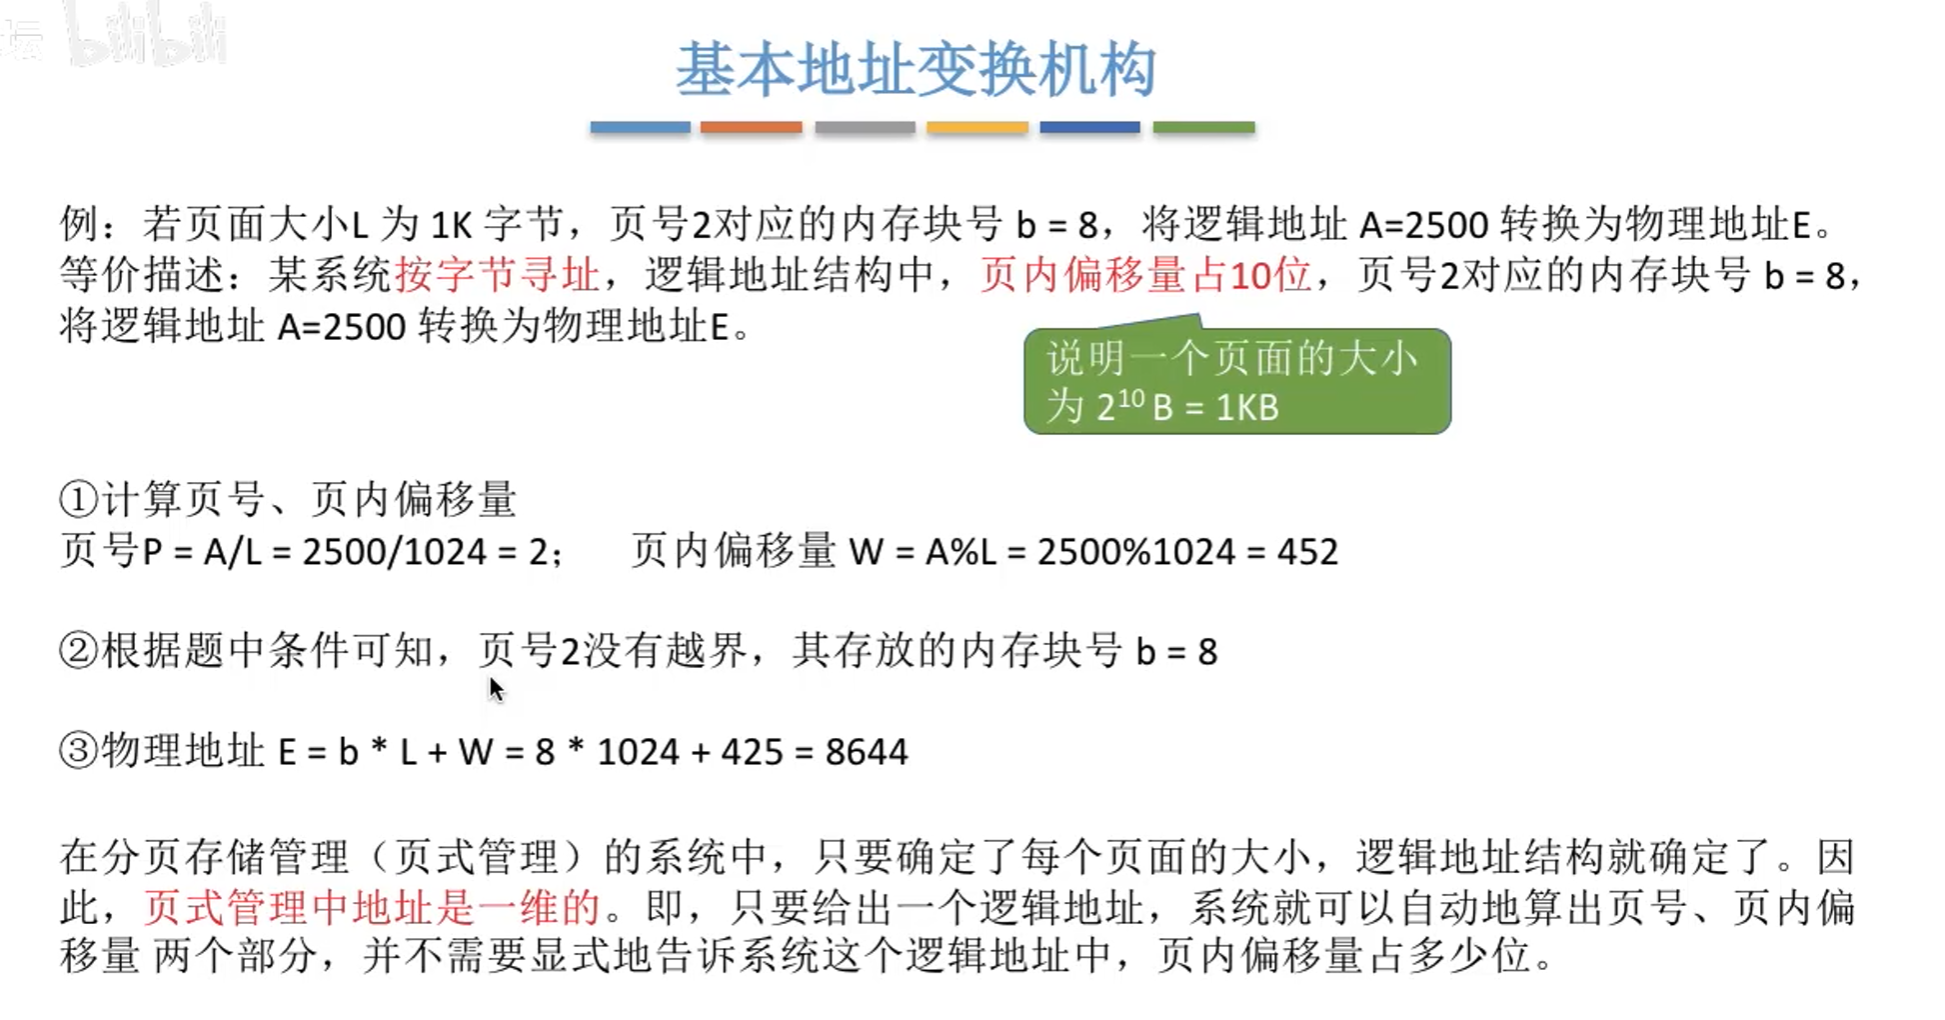 坛 bilibili
基本地址变换机构
例：若页面大小L 为 1K 字节，页号2对应的内存块号 b = 8，将逻辑地址 A=2500 转换为物理地址E。
等价描述：某系统按字节寻址，逻辑地址结构中，页内偏移量占10位，页号2对应的内存块号 b = 8，
将逻辑地址 A=2500 转换为物理地址E。
说明一个页面的大小
为 2¹⁰ B = 1KB
①计算页号、页内偏移量
页号P = A/L = 2500/1024 = 2； 页内偏移量 W = A%L = 2500%1024 = 452
②根据题中条件可知，页号2没有越界，其存放的内存块号 b = 8
③物理地址 E = b * L + W = 8 * 1024 + 425 = 8644
在分页存储管理（页式管理）的系统中，只要确定了每个页面的大小，逻辑地址结构就确定了。因
此，页式管理中地址是一维的。即，只要给出一个逻辑地址，系统就可以自动地算出页号、页内偏
移量 两个部分，并不需要显式地告诉系统这个逻辑地址中，页内偏移量占多少位。